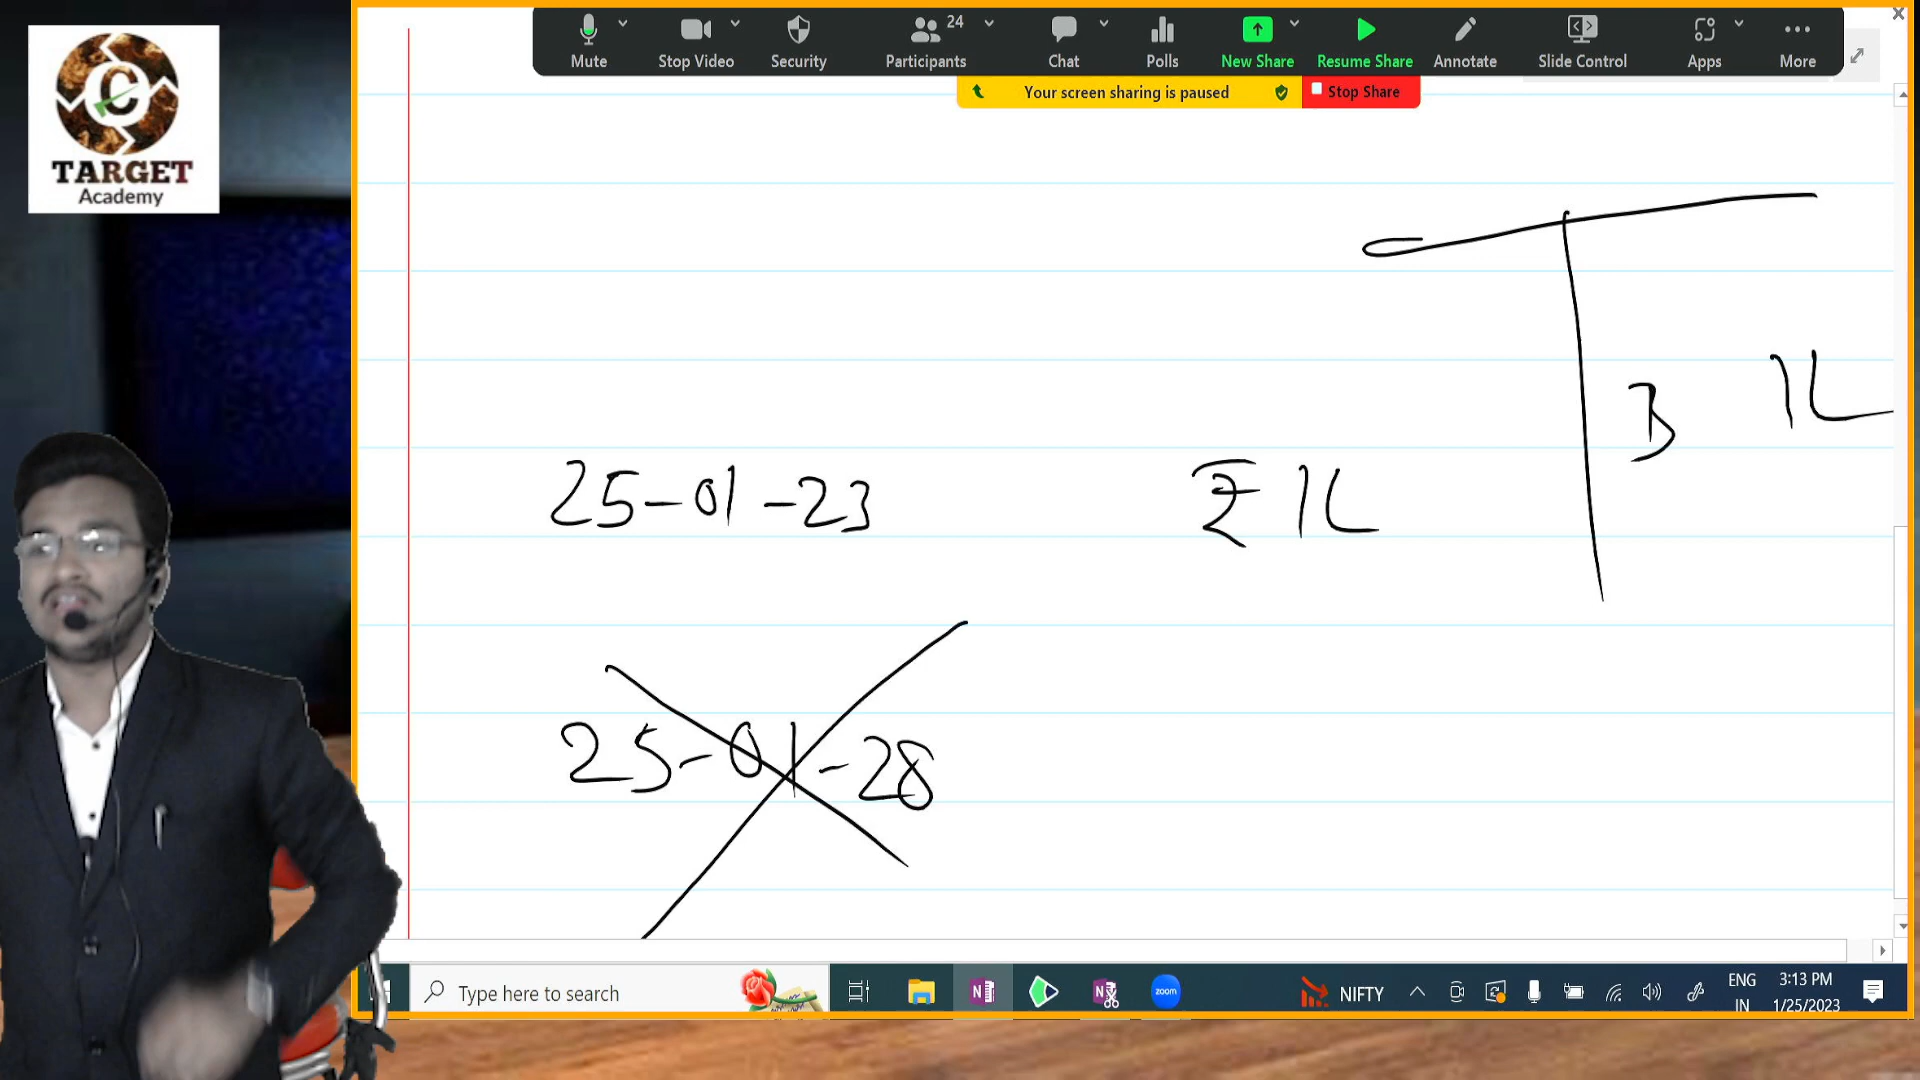 TARGET
Academy
Mute
Stop Video
Security
24
Participants
Chat
Polls
New Share
Resume Share
Annotate
Slide Control
Apps
More
Your screen sharing is paused
Stop Share
B 1L
25-01-23 ₹ 1L
25-01-28
Type here to search
zoom
NIFTY
ENG
IN
3:13 PM
1/25/2023